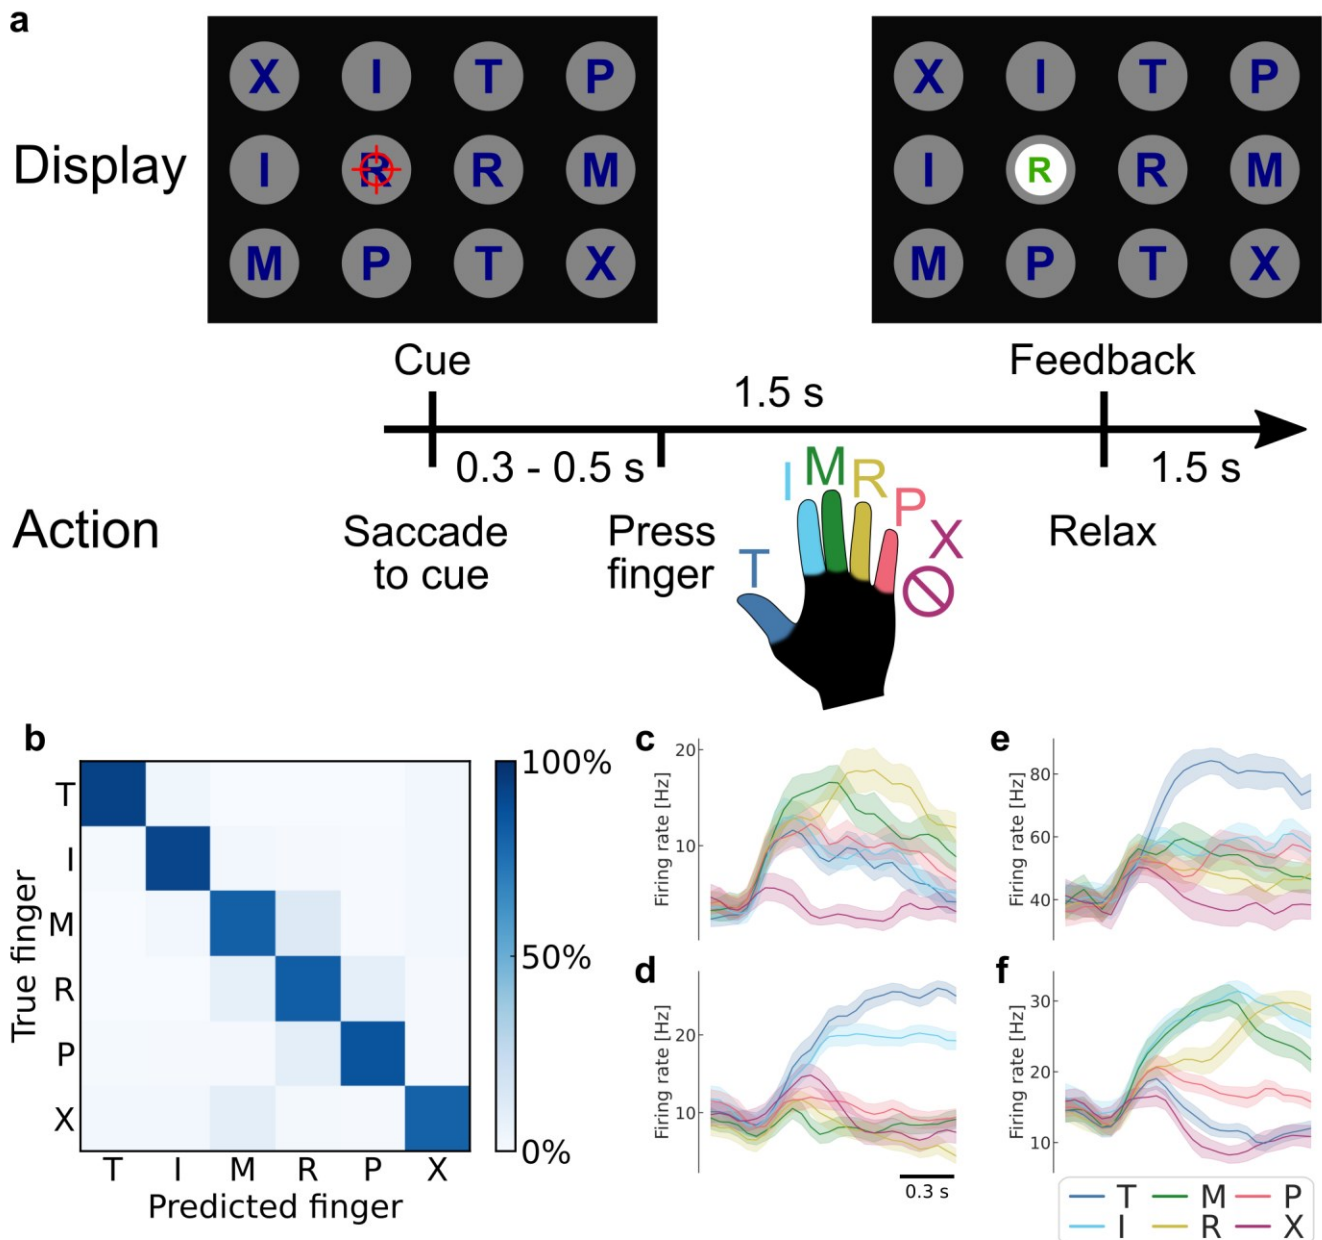 a
Display
X I T P
I R R M
M P T X
X I T P
I R R M
M P T X
Cue
Feedback
1.5 s
0.3 - 0.5 s
1.5 s
Action
Saccade
to cue
Press
finger
Relax
T I M R P X
b
True finger
T
I
M
R
P
X
T I M R P X
Predicted finger
100%
50%
0%
c
Firing rate [Hz]
20
10
e
Firing rate [Hz]
80
60
40
d
Firing rate [Hz]
20
10
0.3 s
f
Firing rate [Hz]
30
20
10
T M P
I R X